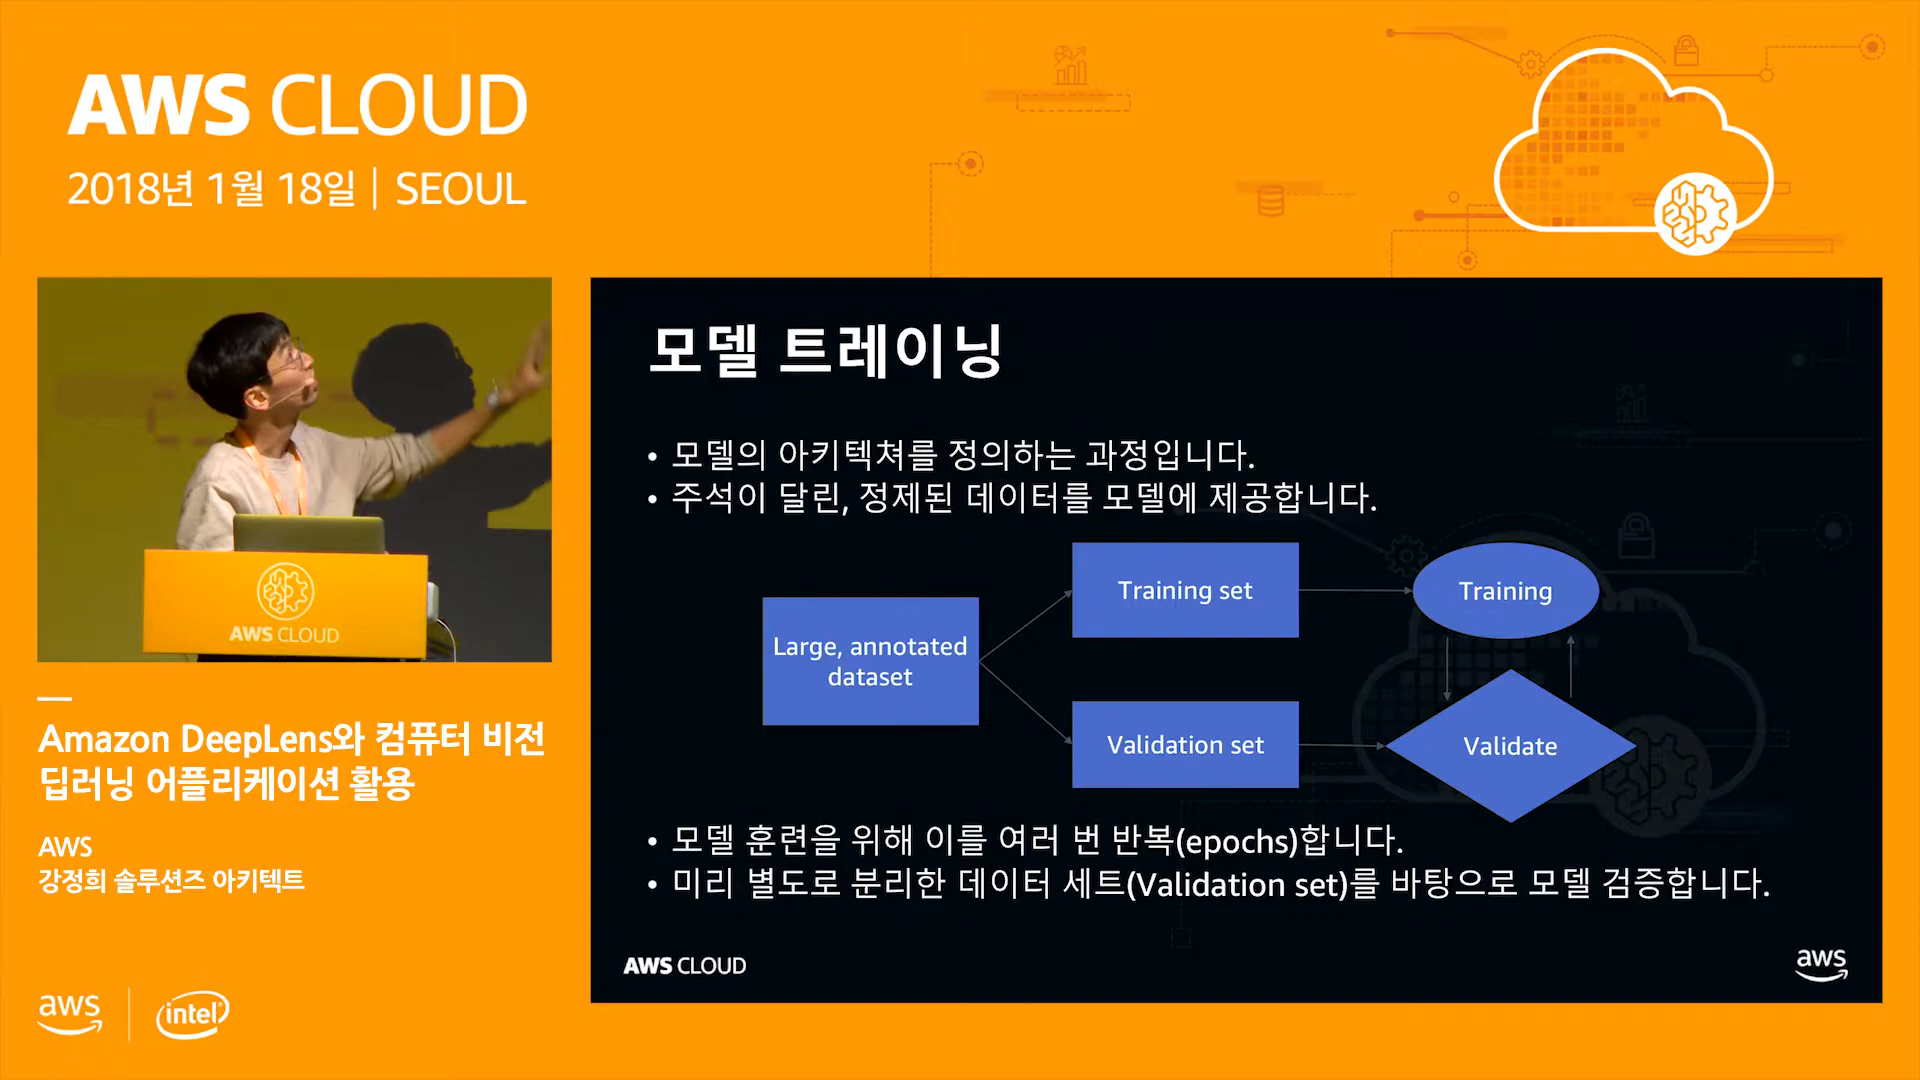 AWS CLOUD
2018년 1월 18일 | SEOUL
AWS CLOUD
Amazon DeepLens와 컴퓨터 비전
딥러닝 어플리케이션 활용
AWS
강정희 솔루션즈 아키텍트
aws
intel
모델 트레이닝
• 모델의 아키텍쳐를 정의하는 과정입니다.
• 주석이 달린, 정제된 데이터를 모델에 제공합니다.
Large, annotated
dataset
Training set
Training
Validation set
Validate
• 모델 훈련을 위해 이를 여러 번 반복(epochs)합니다.
• 미리 별도로 분리한 데이터 세트(Validation set)를 바탕으로 모델 검증합니다.
AWS CLOUD
aws